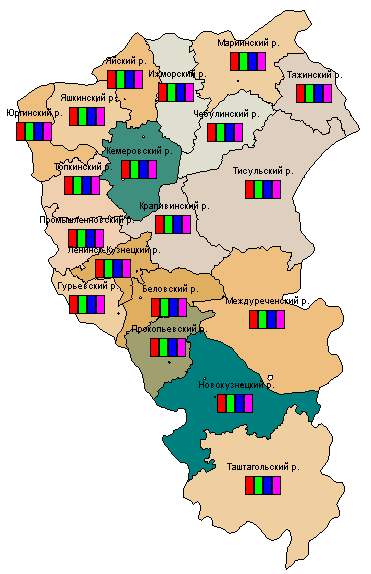 Мариинский р.
Яйский р.
Ижморский р.
Тяжинский р.
Яшкинский р.
Юргинский р.
Чебулинский р.
Кемеровский р.
Топкинский р.
Тисульский р.
Крапивинский р.
Промышленновский р.
Ленинск-Кузнецкий р.
Гурьевский р.
Беловский р.
Междуреченский р.
Прокопьевский р.
Новокузнецкий р.
Таштагольский р.